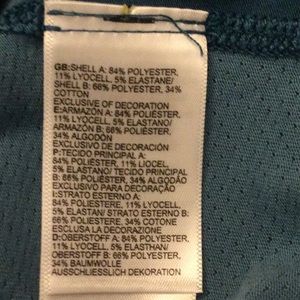 GB:SHELL A: 84% POLYESTER,
11% LYOCELL, 5% ELASTANE/
SHELL B: 66% POLYESTER, 34%
COTTON
EXCLUSIVE OF DECORATION
E:ARMAZÓN A: 84% POLIÉSTER,
11% LIOCEL, 5% ELASTANO/
ARMAZÓN B: 66% POLIÉSTER,
34% ALGODÓN
EXCLUSIVO DE DECORACIÓN
P:TECIDO PRINCIPAL A:
84% POLIÉSTER, 11% LIOCEL,
5% ELASTANO/ TECIDO PRINCIPAL
B: 66% POLIÉSTER, 34% ALGODÃO
EXCLUSIVO PARA DECORAÇÃO
I:STRATO ESTERNO A:
84% POLIESTERE, 11% LYOCELL,
5% ELASTAN/ STRATO ESTERNO B:
66% POLIESTERE, 34% COTONE
ESCLUSA LA DECORAZIONE
D:OBERSTOFF A: 84% POLYESTER,
11% LYOCELL, 5% ELASTHAN/
OBERSTOFF B: 66% POLYESTER,
34% BAUMWOLLE
AUSSCHLIESSLICH DEKORATION